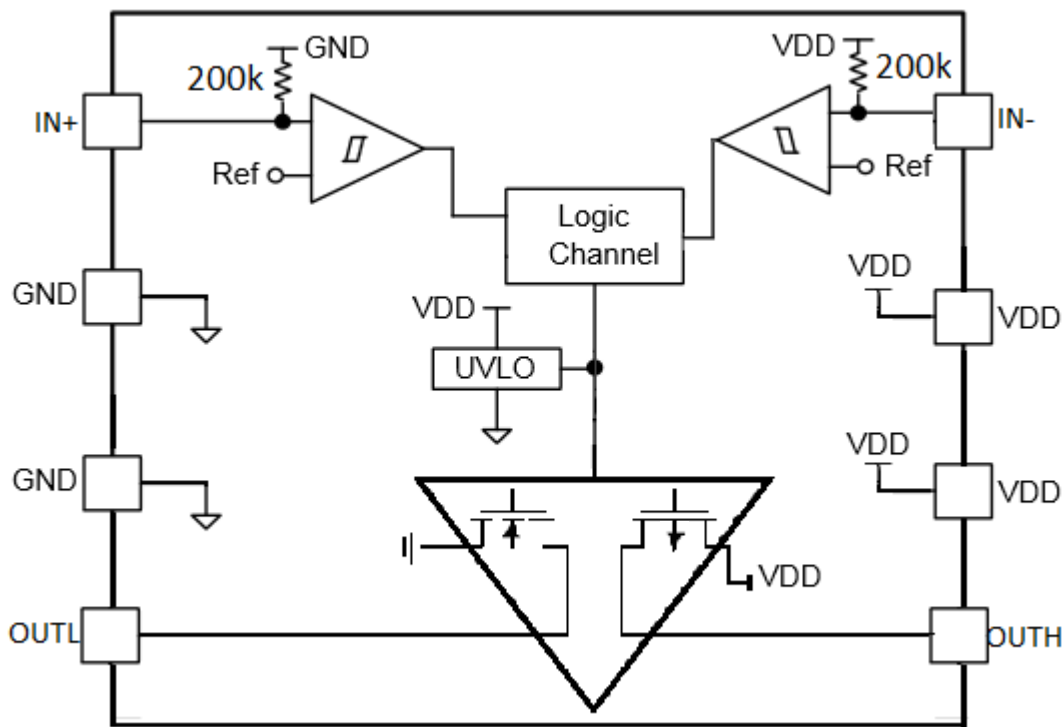 GND
VDD
200k
200k
IN+
IN-
Ref
Ref
Logic
Channel
GND
VDD
VDD
VDD
UVLO
GND
VDD
VDD
VDD
OUTL
OUTH